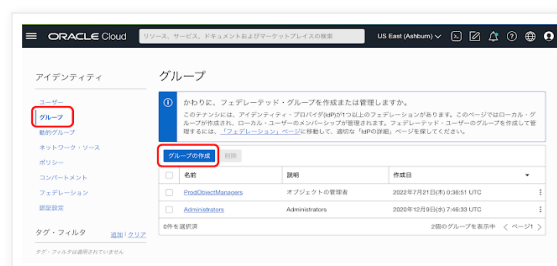 ORACLE Cloud
リソース、サービス、ドキュメントおよびマーケットプレイスの検索
US East (Ashburn)
アイデンティティ
ユーザー
グループ
動的グループ
ネットワーク・ソース
ポリシー
コンパートメント
フェデレーション
認証設定
タグ・フィルタ 追加 | クリア
タグ・フィルタは適用されていません
グループ
かわりに、フェデレーテッド・グループを作成または管理しますか。
このテナンシには、アイデンティティ・プロバイダ(IdP)が1つ以上のフェデレーションがあります。このページではローカル・グ
ループが作成され、ローカル・ユーザーのメンバーシップが管理されます。フェデレーテッド・ユーザーのグループを作成して管
理するには、「フェデレーション」ページに移動して、適切な「IdPの詳細」ページを探してください。
グループの作成 削除
名前 説明 作成日
ProdObjectManagers オブジェクトの管理者 2022年7月21日(木) 0:36:51 UTC
Administrators Administrators 2020年12月9日(水) 7:46:33 UTC
0件を選択済 2個のグループを表示中 < ページ1 >